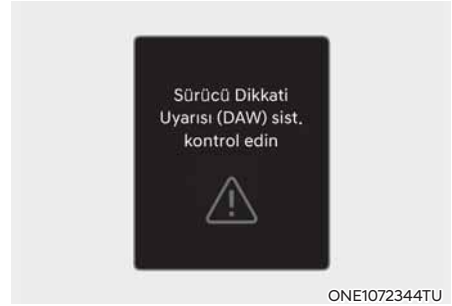 Sürücü Dikkati
Uyarısı (DAW) sist.
kontrol edin
ONE1072344TU